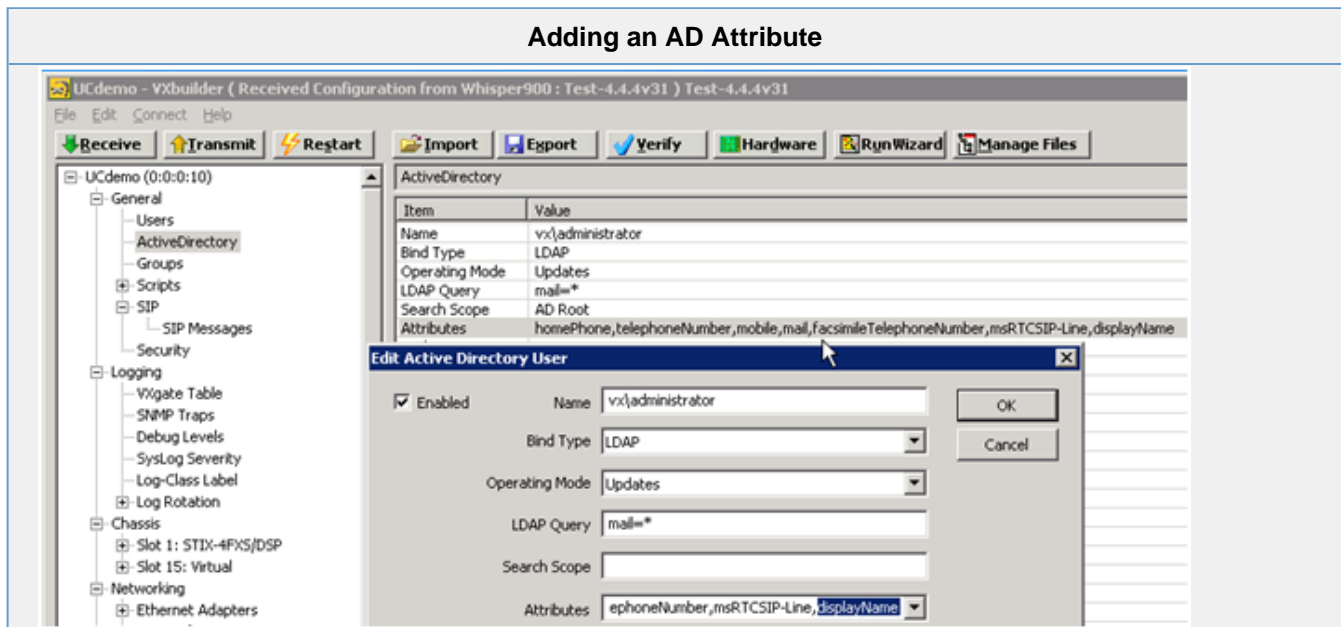 Adding an AD Attribute
UCdemo - VXbuilder ( Received Configuration from Whisper900 : Test-4.4.4v31 ) Test-4.4.4v31
File Edit Connect Help
Receive Transmit Restart Import Export Verify Hardware RunWizard Manage Files
UCdemo (0:0:0:10)
General
Users
ActiveDirectory
Groups
Scripts
SIP
SIP Messages
Security
Logging
VXgate Table
SNMP Traps
Debug Levels
SysLog Severity
Log-Class Label
Log Rotation
Chassis
Slot 1: STIX-4FXS/DSP
Slot 15: Virtual
Networking
Ethernet Adapters
ActiveDirectory
Item Value
Name vx\administrator
Bind Type LDAP
Operating Mode Updates
LDAP Query mail=*
Search Scope AD Root
Attributes homePhone,telephoneNumber,mobile,mail,facsimileTelephoneNumber,msRTCSIP-Line,displayName
Edit Active Directory User
Enabled Name vx\administrator OK
Bind Type LDAP Cancel
Operating Mode Updates
LDAP Query mail=*
Search Scope
Attributes ephoneNumber,msRTCSIP-Line,displayName